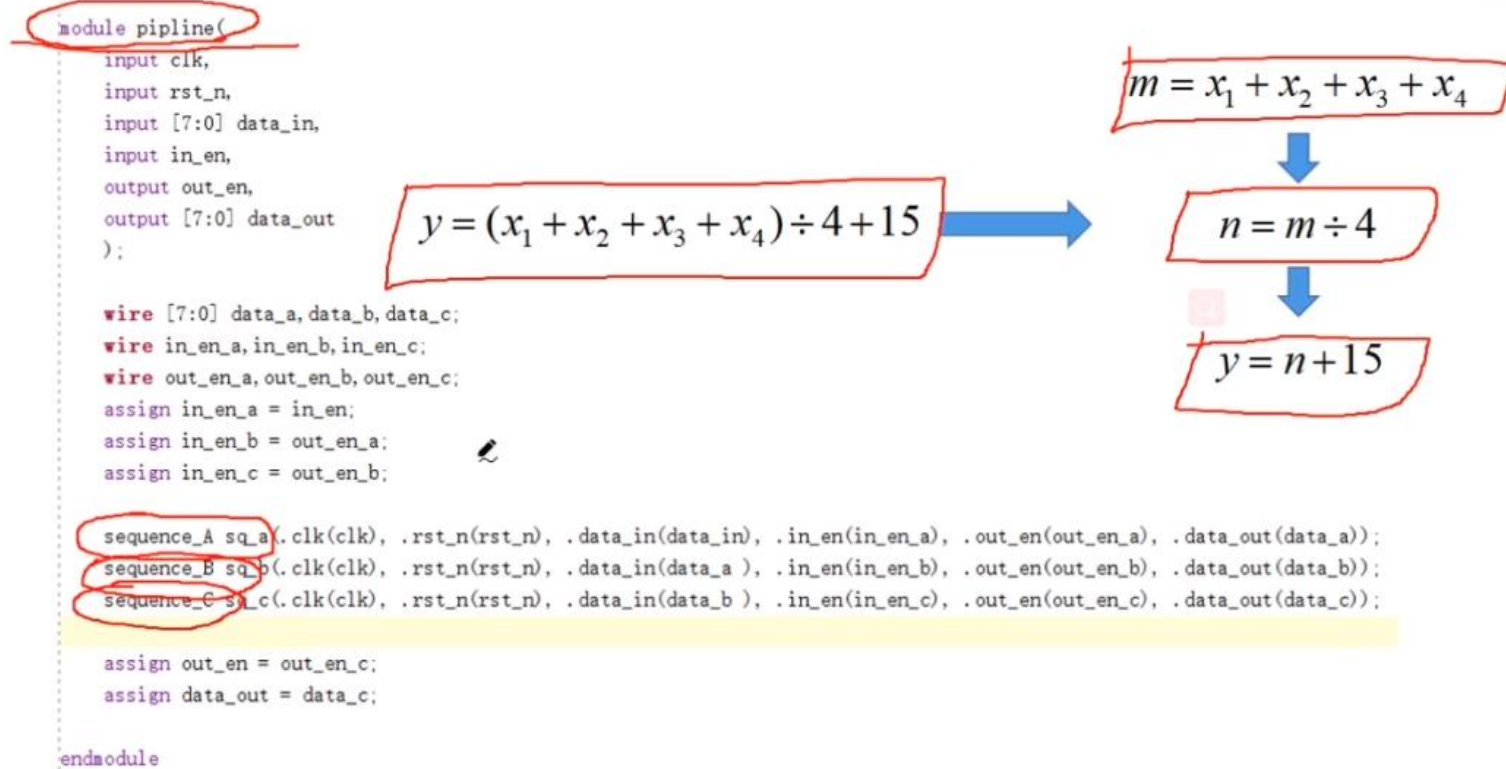 module pipline(
input clk,
input rst_n,
input [7:0] data_in,
input in_en,
output out_en,
output [7:0] data_out
);
wire [7:0] data_a,data_b,data_c;
wire in_en_a,in_en_b,in_en_c;
wire out_en_a,out_en_b,out_en_c;
assign in_en_a = in_en;
assign in_en_b = out_en_a;
assign in_en_c = out_en_b;
sequence_A sq_a(.clk(clk), .rst_n(rst_n), .data_in(data_in), .in_en(in_en_a), .out_en(out_en_a), .data_out(data_a));
sequence_B sq_b(.clk(clk), .rst_n(rst_n), .data_in(data_a ), .in_en(in_en_b), .out_en(out_en_b), .data_out(data_b));
sequence_C sq_c(.clk(clk), .rst_n(rst_n), .data_in(data_b ), .in_en(in_en_c), .out_en(out_en_c), .data_out(data_c));
assign out_en = out_en_c;
assign data_out = data_c;
endmodule
y = (x₁ + x₂ + x₃ + x₄) ÷ 4 + 15
m = x₁ + x₂ + x₃ + x₄
n = m ÷ 4
y = n + 15